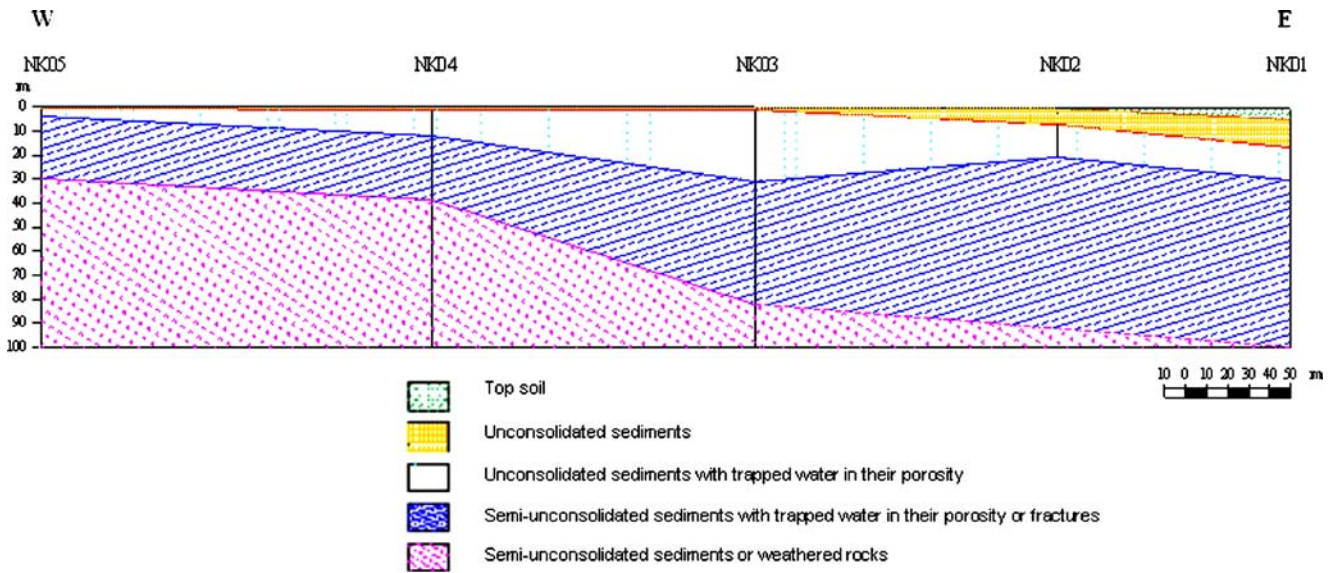 W E
NK05 NK04 NK03 NK02 NK01
m
0
10
20
30
40
50
60
70
80
90
100
10 0 10 20 30 40 50 m
Top soil
Unconsolidated sediments
Unconsolidated sediments with trapped water in their porosity
Semi-unconsolidated sediments with trapped water in their porosity or fractures
Semi-unconsolidated sediments or weathered rocks